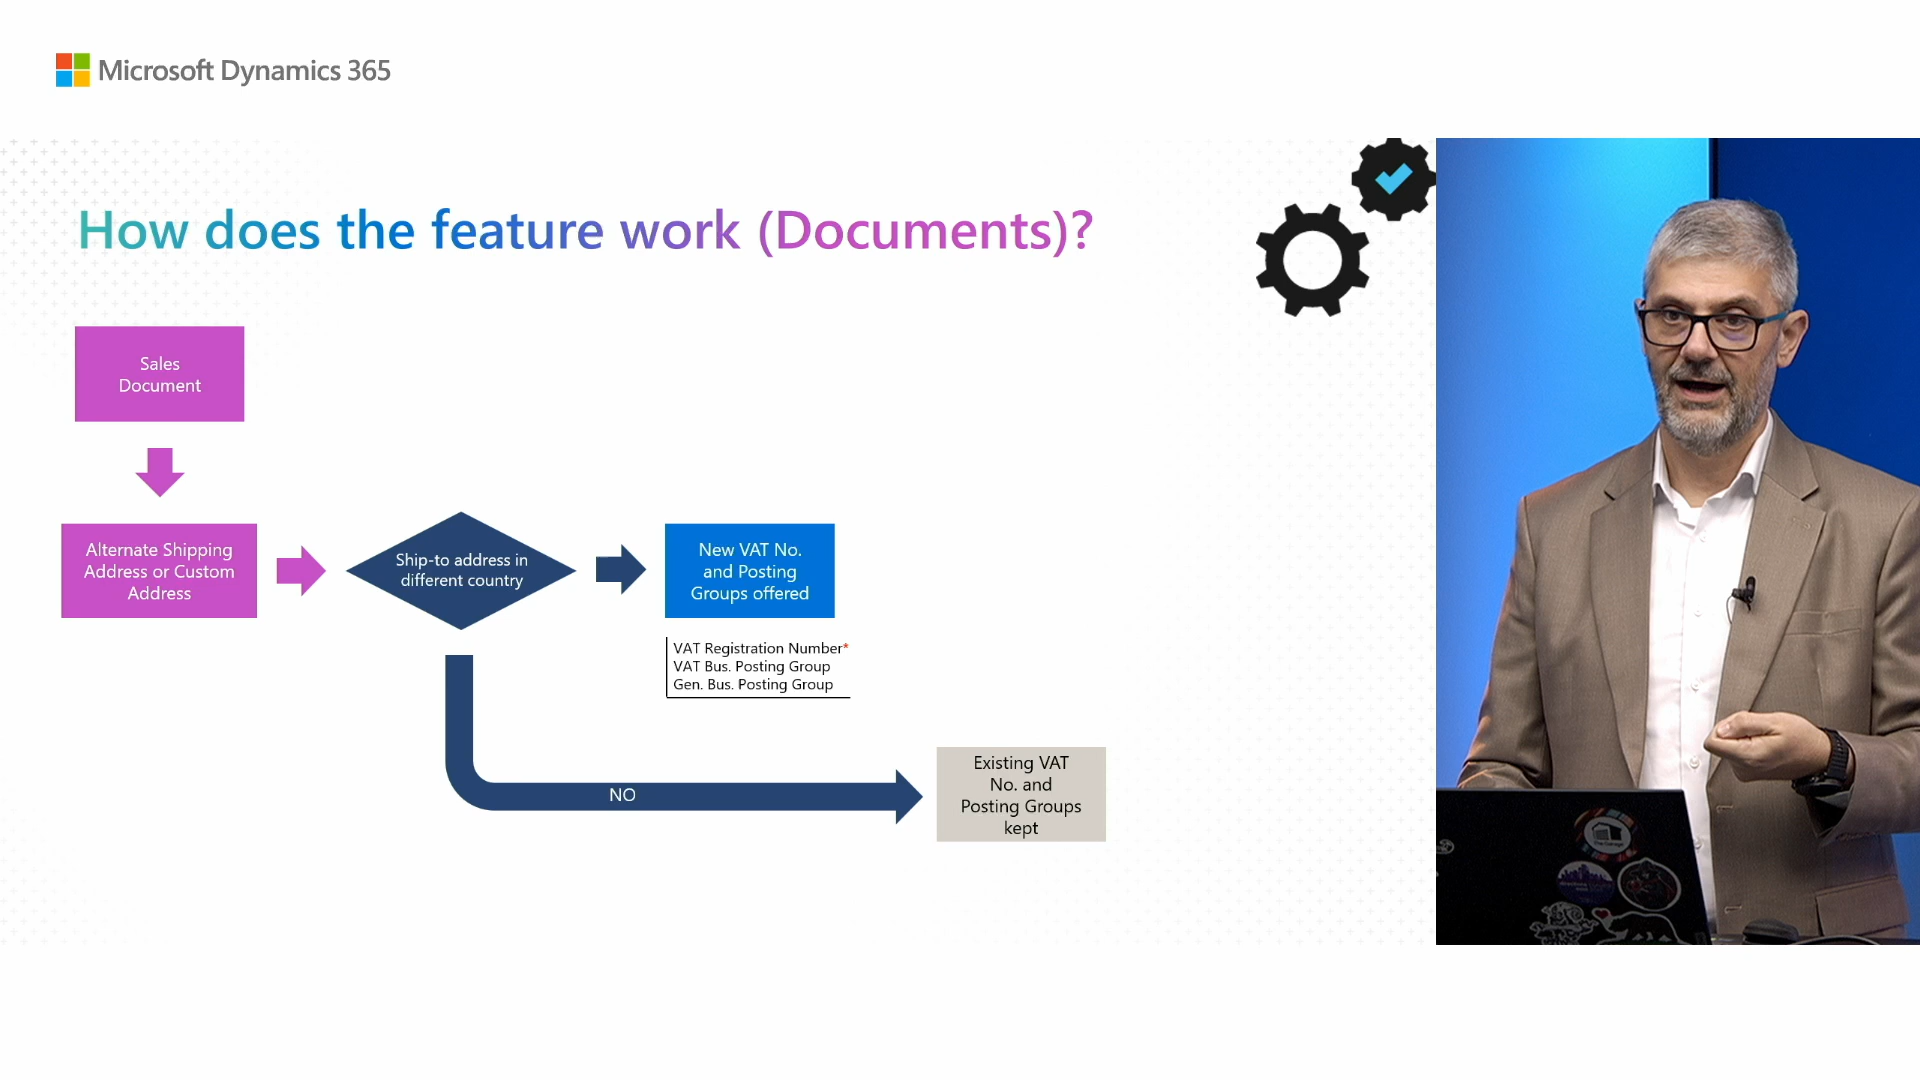 Microsoft Dynamics 365
How does the feature work (Documents)?
Sales
Document
Alternate Shipping
Address or Custom
Address
Ship-to address in
different country
New VAT No.
and Posting
Groups offered
VAT Registration Number*
VAT Bus. Posting Group
Gen. Bus. Posting Group
NO
Existing VAT
No. and
Posting Groups
kept